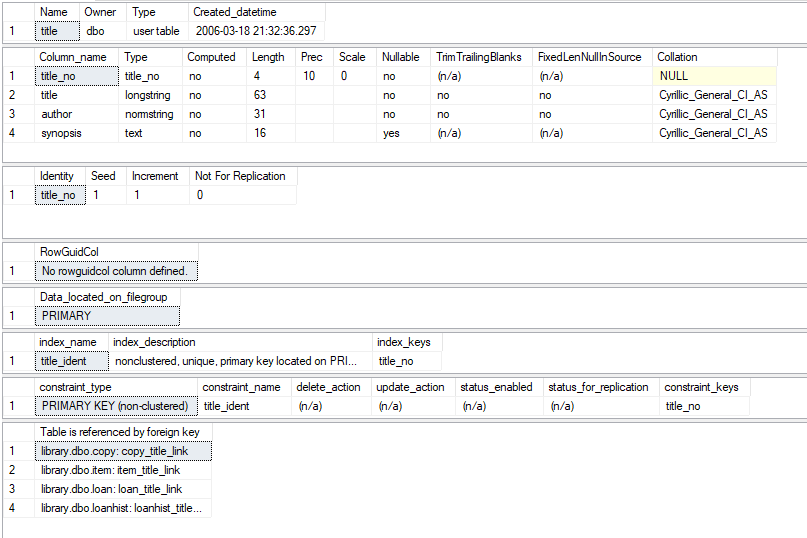 Name Owner Type Created_datetime
1 title dbo user table 2006-03-18 21:32:36.297
Column_name Type Computed Length Prec Scale Nullable TrimTrailingBlanks FixedLenNullInSource Collation
1 title_no title_no no 4 10 0 no (n/a) (n/a) NULL
2 title longstring no 63 no no no Cyrillic_General_CI_AS
3 author normstring no 31 no no no Cyrillic_General_CI_AS
4 synopsis text no 16 yes (n/a) (n/a) Cyrillic_General_CI_AS
Identity Seed Increment Not For Replication
1 title_no 1 1 0
RowGuidCol
1 No rowguidcol column defined.
Data_located_on_filegroup
1 PRIMARY
index_name index_description index_keys
1 title_ident nonclustered, unique, primary key located on PRI... title_no
constraint_type constraint_name delete_action update_action status_enabled status_for_replication constraint_keys
1 PRIMARY KEY (non-clustered) title_ident (n/a) (n/a) (n/a) (n/a) title_no
Table is referenced by foreign key
1 library.dbo.copy: copy_title_link
2 library.dbo.item: item_title_link
3 library.dbo.loan: loan_title_link
4 library.dbo.loanhist: loanhist_title...